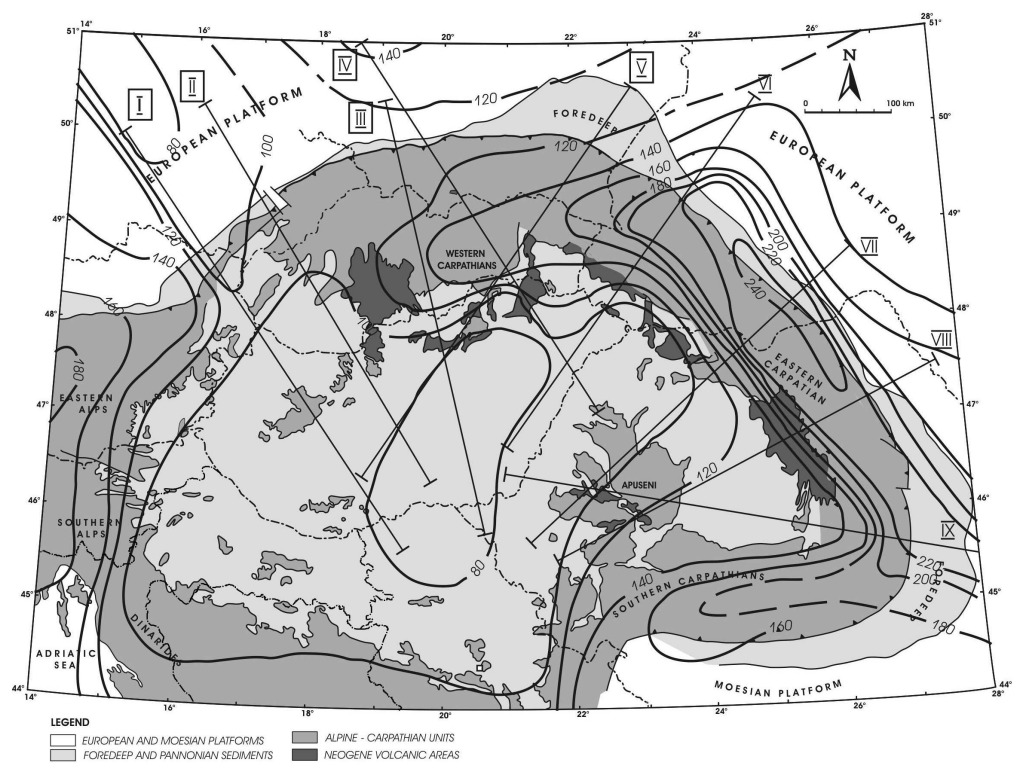 14°
16°
18°
20°
22°
24°
26°
28°
51°
51°
50°
49°
48°
47°
46°
45°
44°
50°
49°
48°
47°
46°
45°
44°
14°
16°
18°
20°
22°
24°
26°
28°
I
II
III
IV
V
VI
VII
VIII
IX
N
0
100 km
EUROPEAN PLATFORM
EUROPEAN PLATFORM
FOREDEEP
WESTERN
CARPATHIANS
EASTERN
CARPATIAN
EASTERN
ALPS
SOUTHERN
ALPS
APUSENI
SOUTHERN CARPATHIANS
FOREDEEP
DINARIDES
ADRIATIC
SEA
MOESIAN PLATFORM
140
120
80
100
120
140
160
180
120
140
160
180
200
220
240
120
80
140
160
220
200
180
LEGEND
EUROPEAN AND MOESIAN PLATFORMS
FOREDEEP AND PANNONIAN SEDIMENTS
ALPINE - CARPATHIAN UNITS
NEOGENE VOLCANIC AREAS